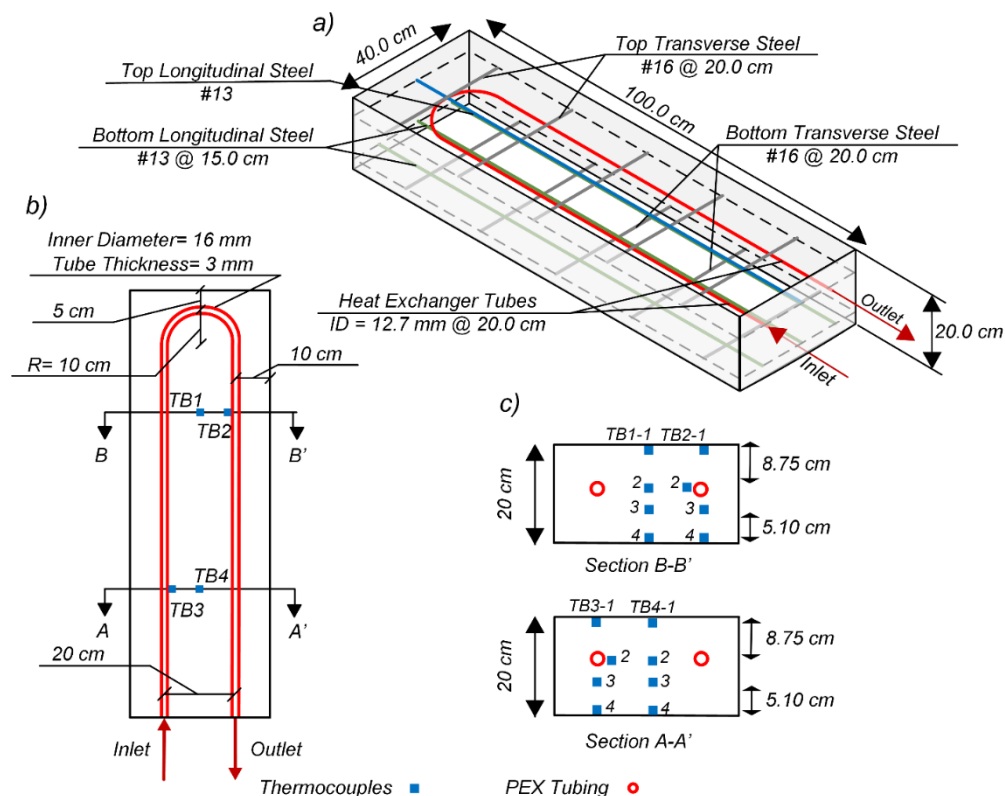 a)
40.0 cm
Top Longitudinal Steel
#13
Top Transverse Steel
#16 @ 20.0 cm
100.0 cm
Bottom Longitudinal Steel
#13 @ 15.0 cm
Bottom Transverse Steel
#16 @ 20.0 cm
Heat Exchanger Tubes
ID = 12.7 mm @ 20.0 cm
Outlet
Inlet
20.0 cm
b)
Inner Diameter= 16 mm
Tube Thickness= 3 mm
5 cm
R= 10 cm
10 cm
TB1
TB2
B
B'
TB4
TB3
A
A'
20 cm
Inlet
Outlet
c)
TB1-1
TB2-1
8.75 cm
20 cm
2
2
3
3
4
4
5.10 cm
Section B-B'
TB3-1
TB4-1
8.75 cm
20 cm
2
2
3
3
4
4
5.10 cm
Section A-A'
Thermocouples
PEX Tubing